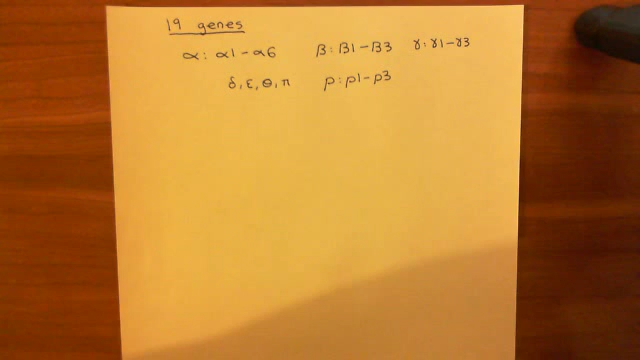 19 genes
α: α1-α6 β: β1-β3 γ: γ1-γ3
δ, ε, θ, π ρ: ρ1-ρ3